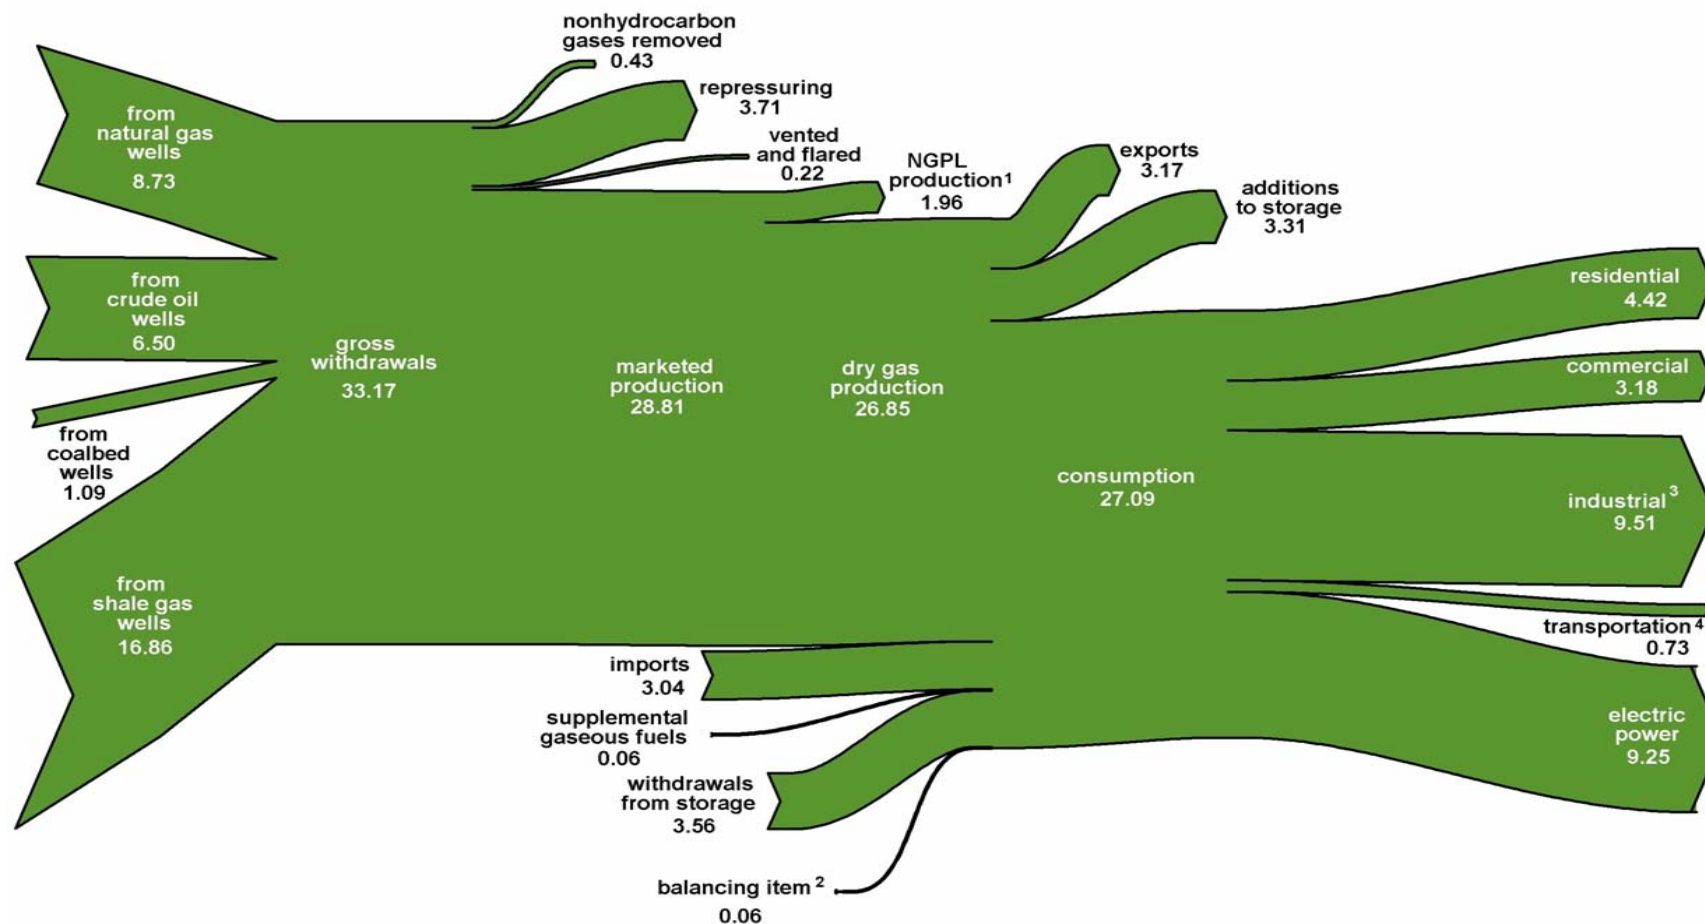 nonhydrocarbon
gases removed
0.43
repressuring
3.71
vented
and flared
0.22
NGPL
production¹
1.96
exports
3.17
additions
to storage
3.31
from
natural gas
wells
8.73
from
crude oil
wells
6.50
from
coalbed
wells
1.09
from
shale gas
wells
16.86
gross
withdrawals
33.17
marketed
production
28.81
dry gas
production
26.85
consumption
27.09
residential
4.42
commercial
3.18
industrial³
9.51
transportation⁴
0.73
electric
power
9.25
imports
3.04
supplemental
gaseous fuels
0.06
withdrawals
from storage
3.56
balancing item²
0.06